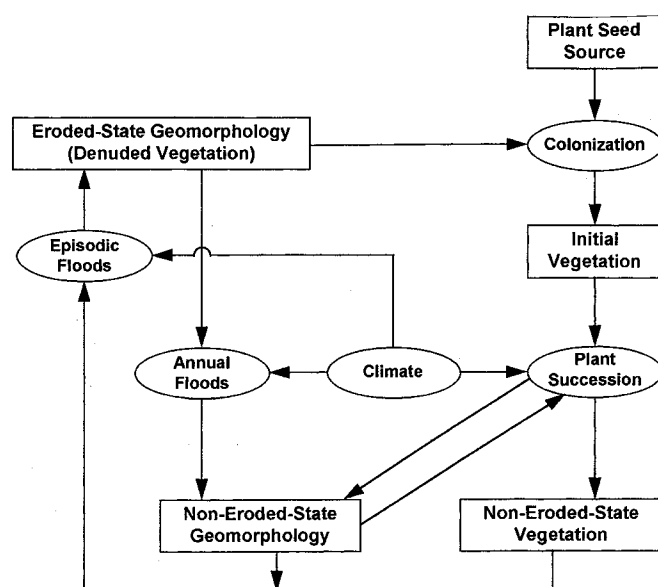 Plant Seed
Source
Eroded-State Geomorphology
(Denuded Vegetation)
Colonization
Episodic
Floods
Initial
Vegetation
Annual
Floods
Climate
Plant
Succession
Non-Eroded-State
Geomorphology
Non-Eroded-State
Vegetation